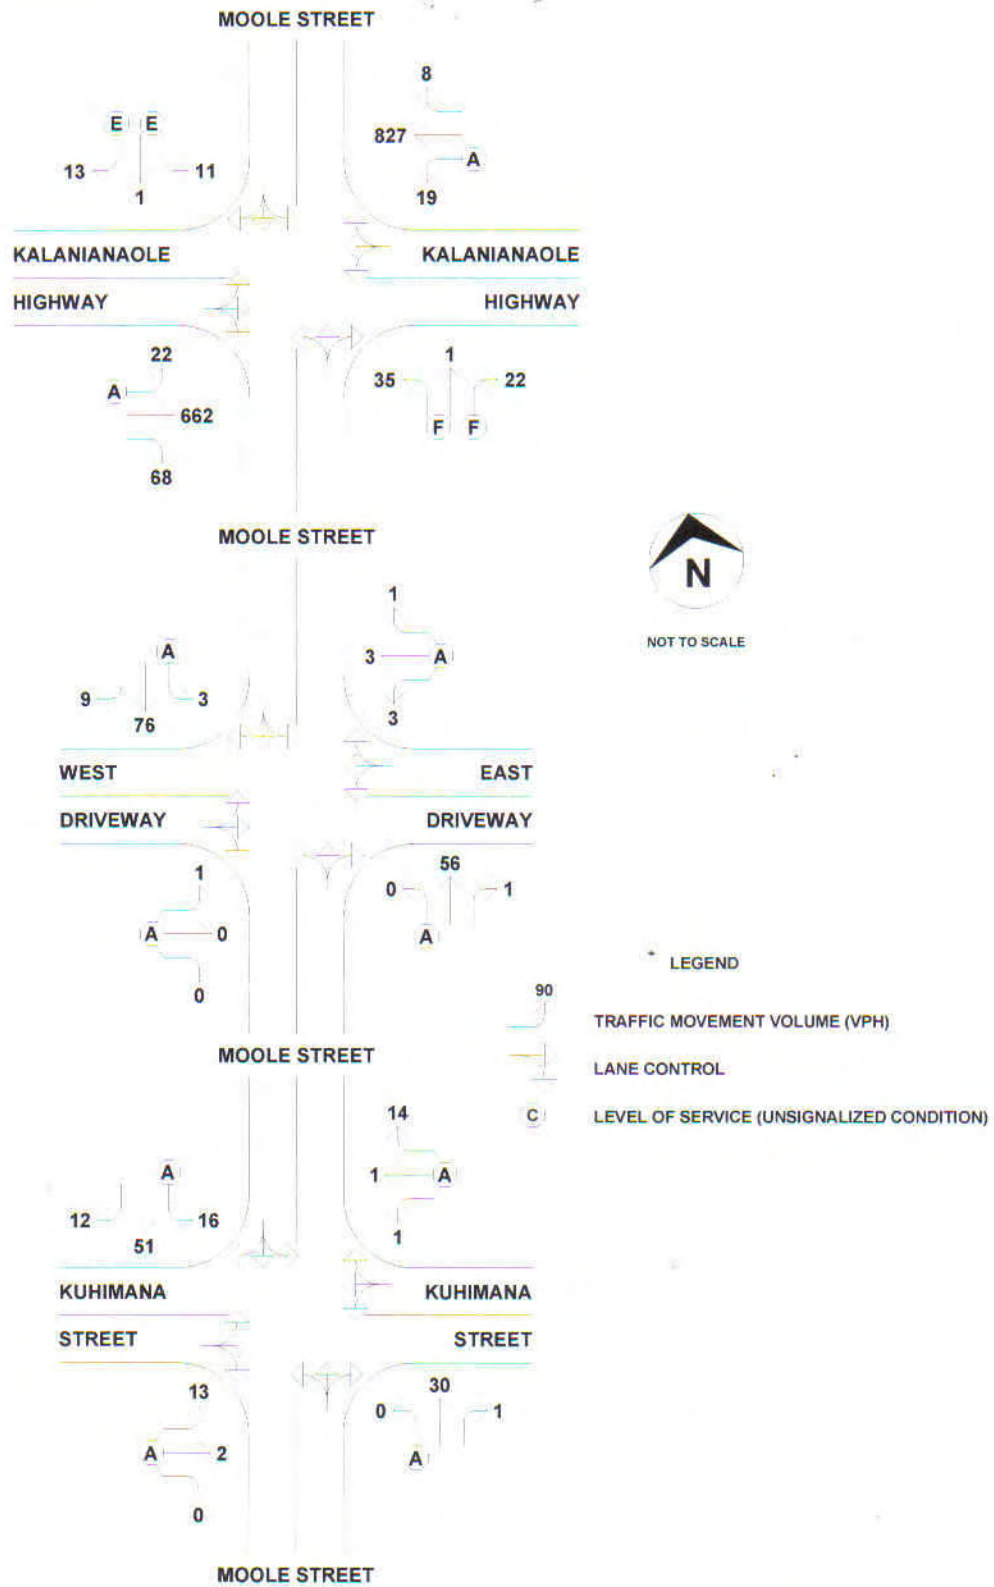 MOOLE STREET
8
E E
827
A
13
11
1
19
KALANIANAOLE
KALANIANAOLE
HIGHWAY
HIGHWAY
22
1
A
35
22
662
F F
68
MOOLE STREET
N
NOT TO SCALE
1
A
3 A
9
3
76
3
WEST
EAST
DRIVEWAY
DRIVEWAY
1
56
0
1
A
0
A
0
LEGEND
90
TRAFFIC MOVEMENT VOLUME (VPH)
LANE CONTROL
C
LEVEL OF SERVICE (UNSIGNALIZED CONDITION)
MOOLE STREET
14
A
1 A
12
16
51
1
KUHIMANA
KUHIMANA
STREET
STREET
13
30
0
1
A
2
A
0
MOOLE STREET